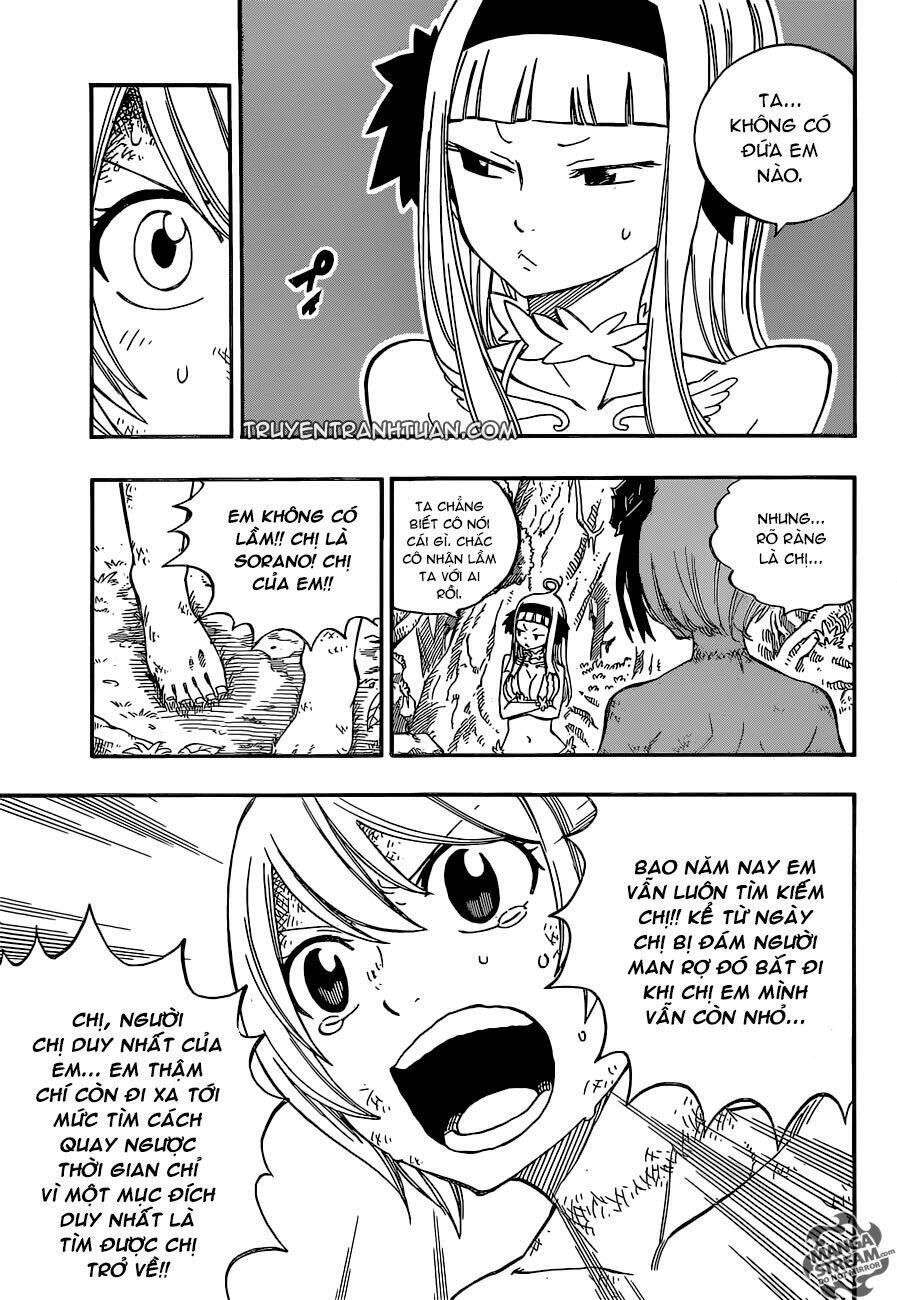 TA...
KHÔNG CÓ
ĐỨA EM
NÀO.
TRUYENTRANHTUAN.COM
NHƯNG...
RÕ RÀNG
LÀ CHỊ...
TA CHẲNG
BIẾT CÔ NÓI
CÁI GÌ. CHẮC
CÔ NHẬN LẦM
TA VỚI AI
RỒI.
EM KHÔNG CÓ
LẦM!! CHỊ LÀ
SORANO! CHỊ
CỦA EM!!
BAO NĂM NAY EM
VẪN LUÔN TÌM KIẾM
CHỊ!! KỂ TỪ NGÀY
CHỊ BỊ ĐÁM NGƯỜI
MAN RỢ ĐÓ BẮT ĐI
KHI CHỊ EM MÌNH
VẪN CÒN NHỎ...
CHỊ, NGƯỜI
CHỊ DUY NHẤT CỦA
EM... EM THẬM
CHÍ CÒN ĐI XA TỚI
MỨC TÌM CÁCH
QUAY NGƯỢC
THỜI GIAN CHỈ
VÌ MỘT MỤC ĐÍCH
DUY NHẤT LÀ
TÌM ĐƯỢC CHỊ
TRỞ VỀ!!
MANGA
STREAM.com
DO NOT MIRROR